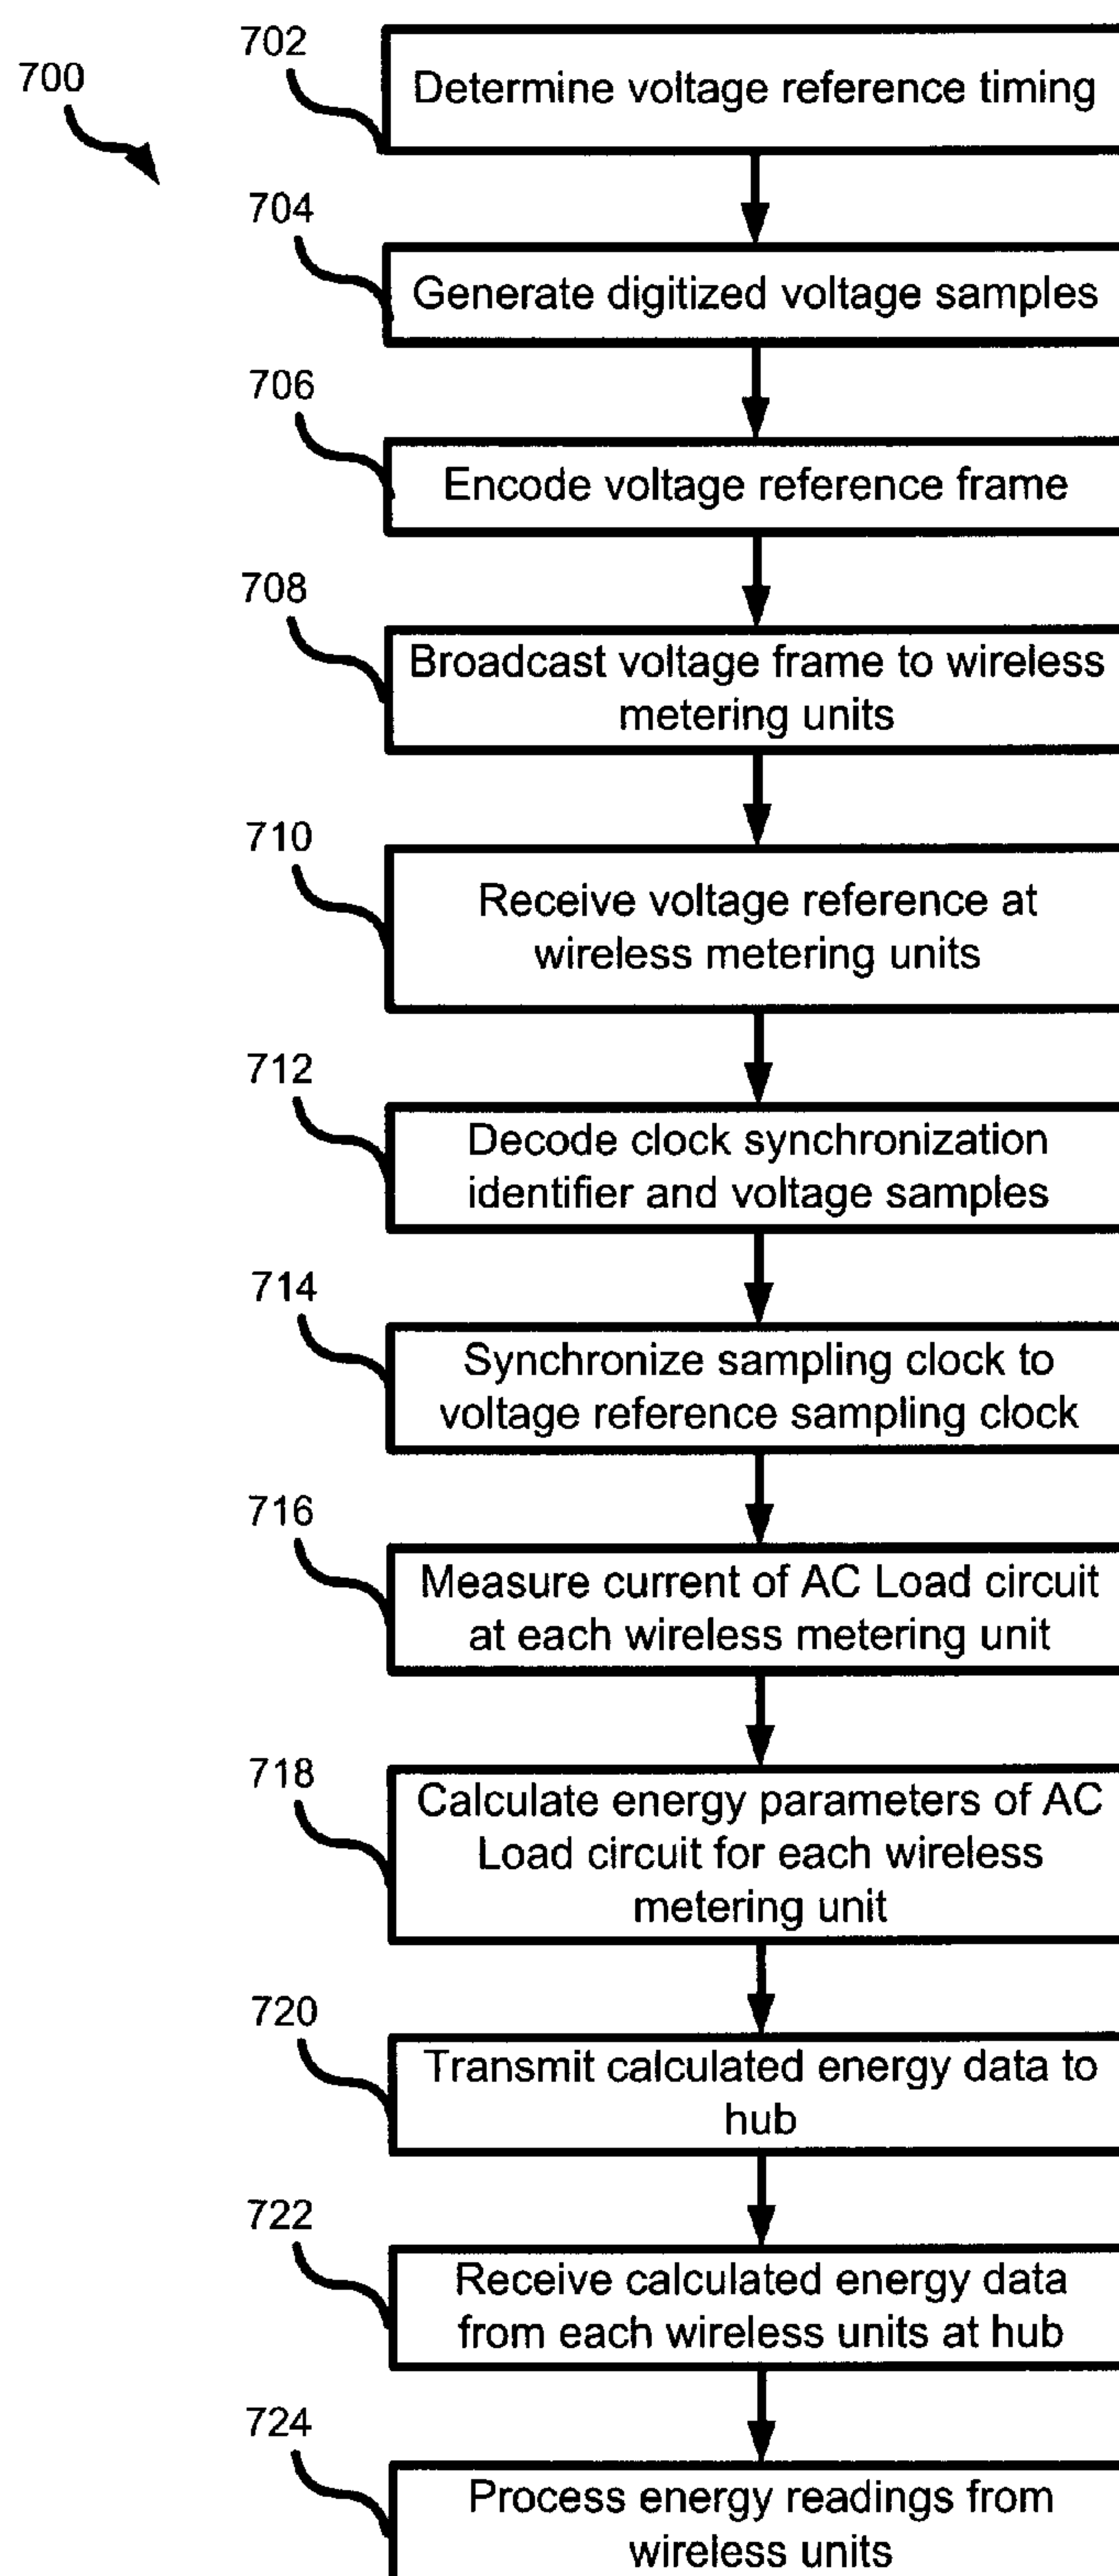 700
702
Determine voltage reference timing
704
Generate digitized voltage samples
706
Encode voltage reference frame
708
Broadcast voltage frame to wireless
metering units
710
Receive voltage reference at
wireless metering units
712
Decode clock synchronization
identifier and voltage samples
714
Synchronize sampling clock to
voltage reference sampling clock
716
Measure current of AC Load circuit
at each wireless metering unit
718
Calculate energy parameters of AC
Load circuit for each wireless
metering unit
720
Transmit calculated energy data to
hub
722
Receive calculated energy data
from each wireless units at hub
724
Process energy readings from
wireless units